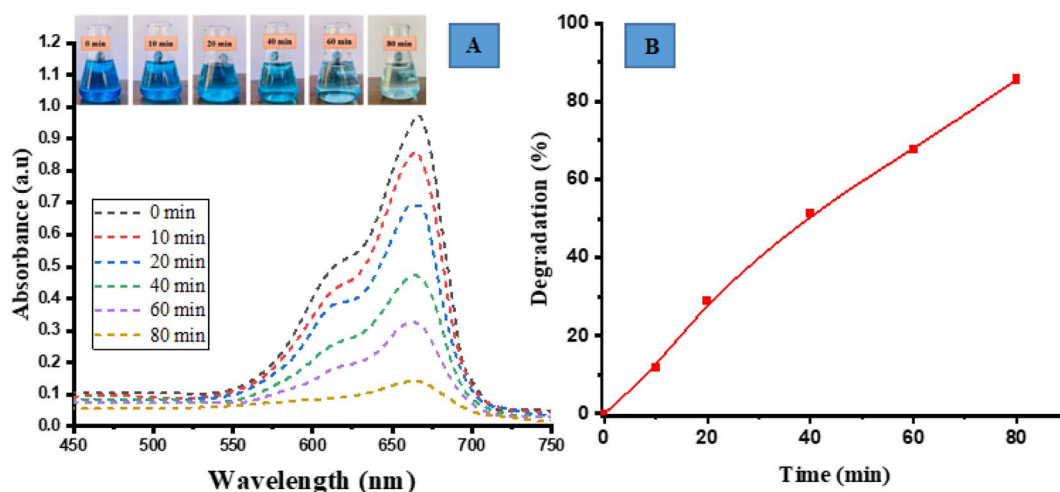 0 min 10 min 20 min 40 min 60 min 80 min
A
1.2
1.1
1.0
0.9
0.8
0.7
0.6
0.5
0.4
0.3
0.2
0.1
0.0
Absorbance (a.u)
0 min
10 min
20 min
40 min
60 min
80 min
450 500 550 600 650 700 750
Wavelength (nm)
B
100
80
60
40
20
0
Degradation (%)
0 20 40 60 80
Time (min)